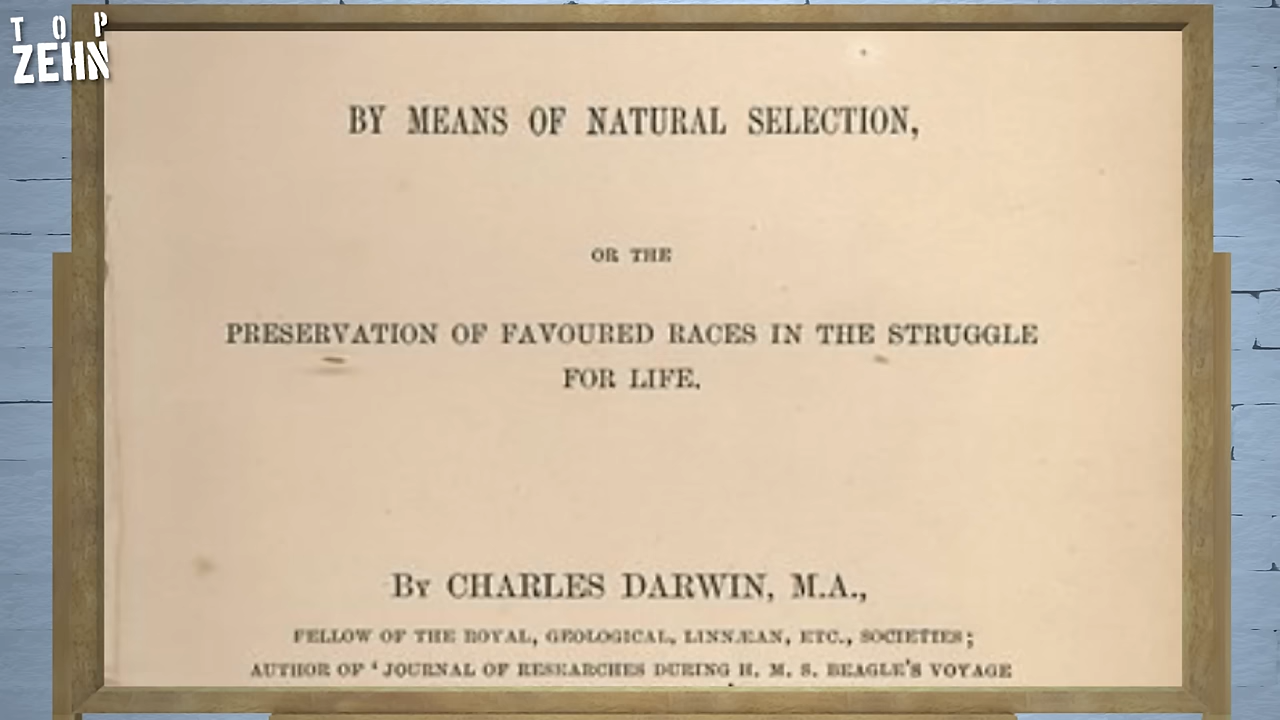 TOP
ZEHN
BY MEANS OF NATURAL SELECTION,
OR THE
PRESERVATION OF FAVOURED RACES IN THE STRUGGLE
FOR LIFE.
BY CHARLES DARWIN, M.A.,
FELLOW OF THE ROYAL, GEOLOGICAL, LINNÆAN, ETC., SOCIETIES;
AUTHOR OF 'JOURNAL OF RESEARCHES DURING H. M. S. BEAGLE'S VOYAGE